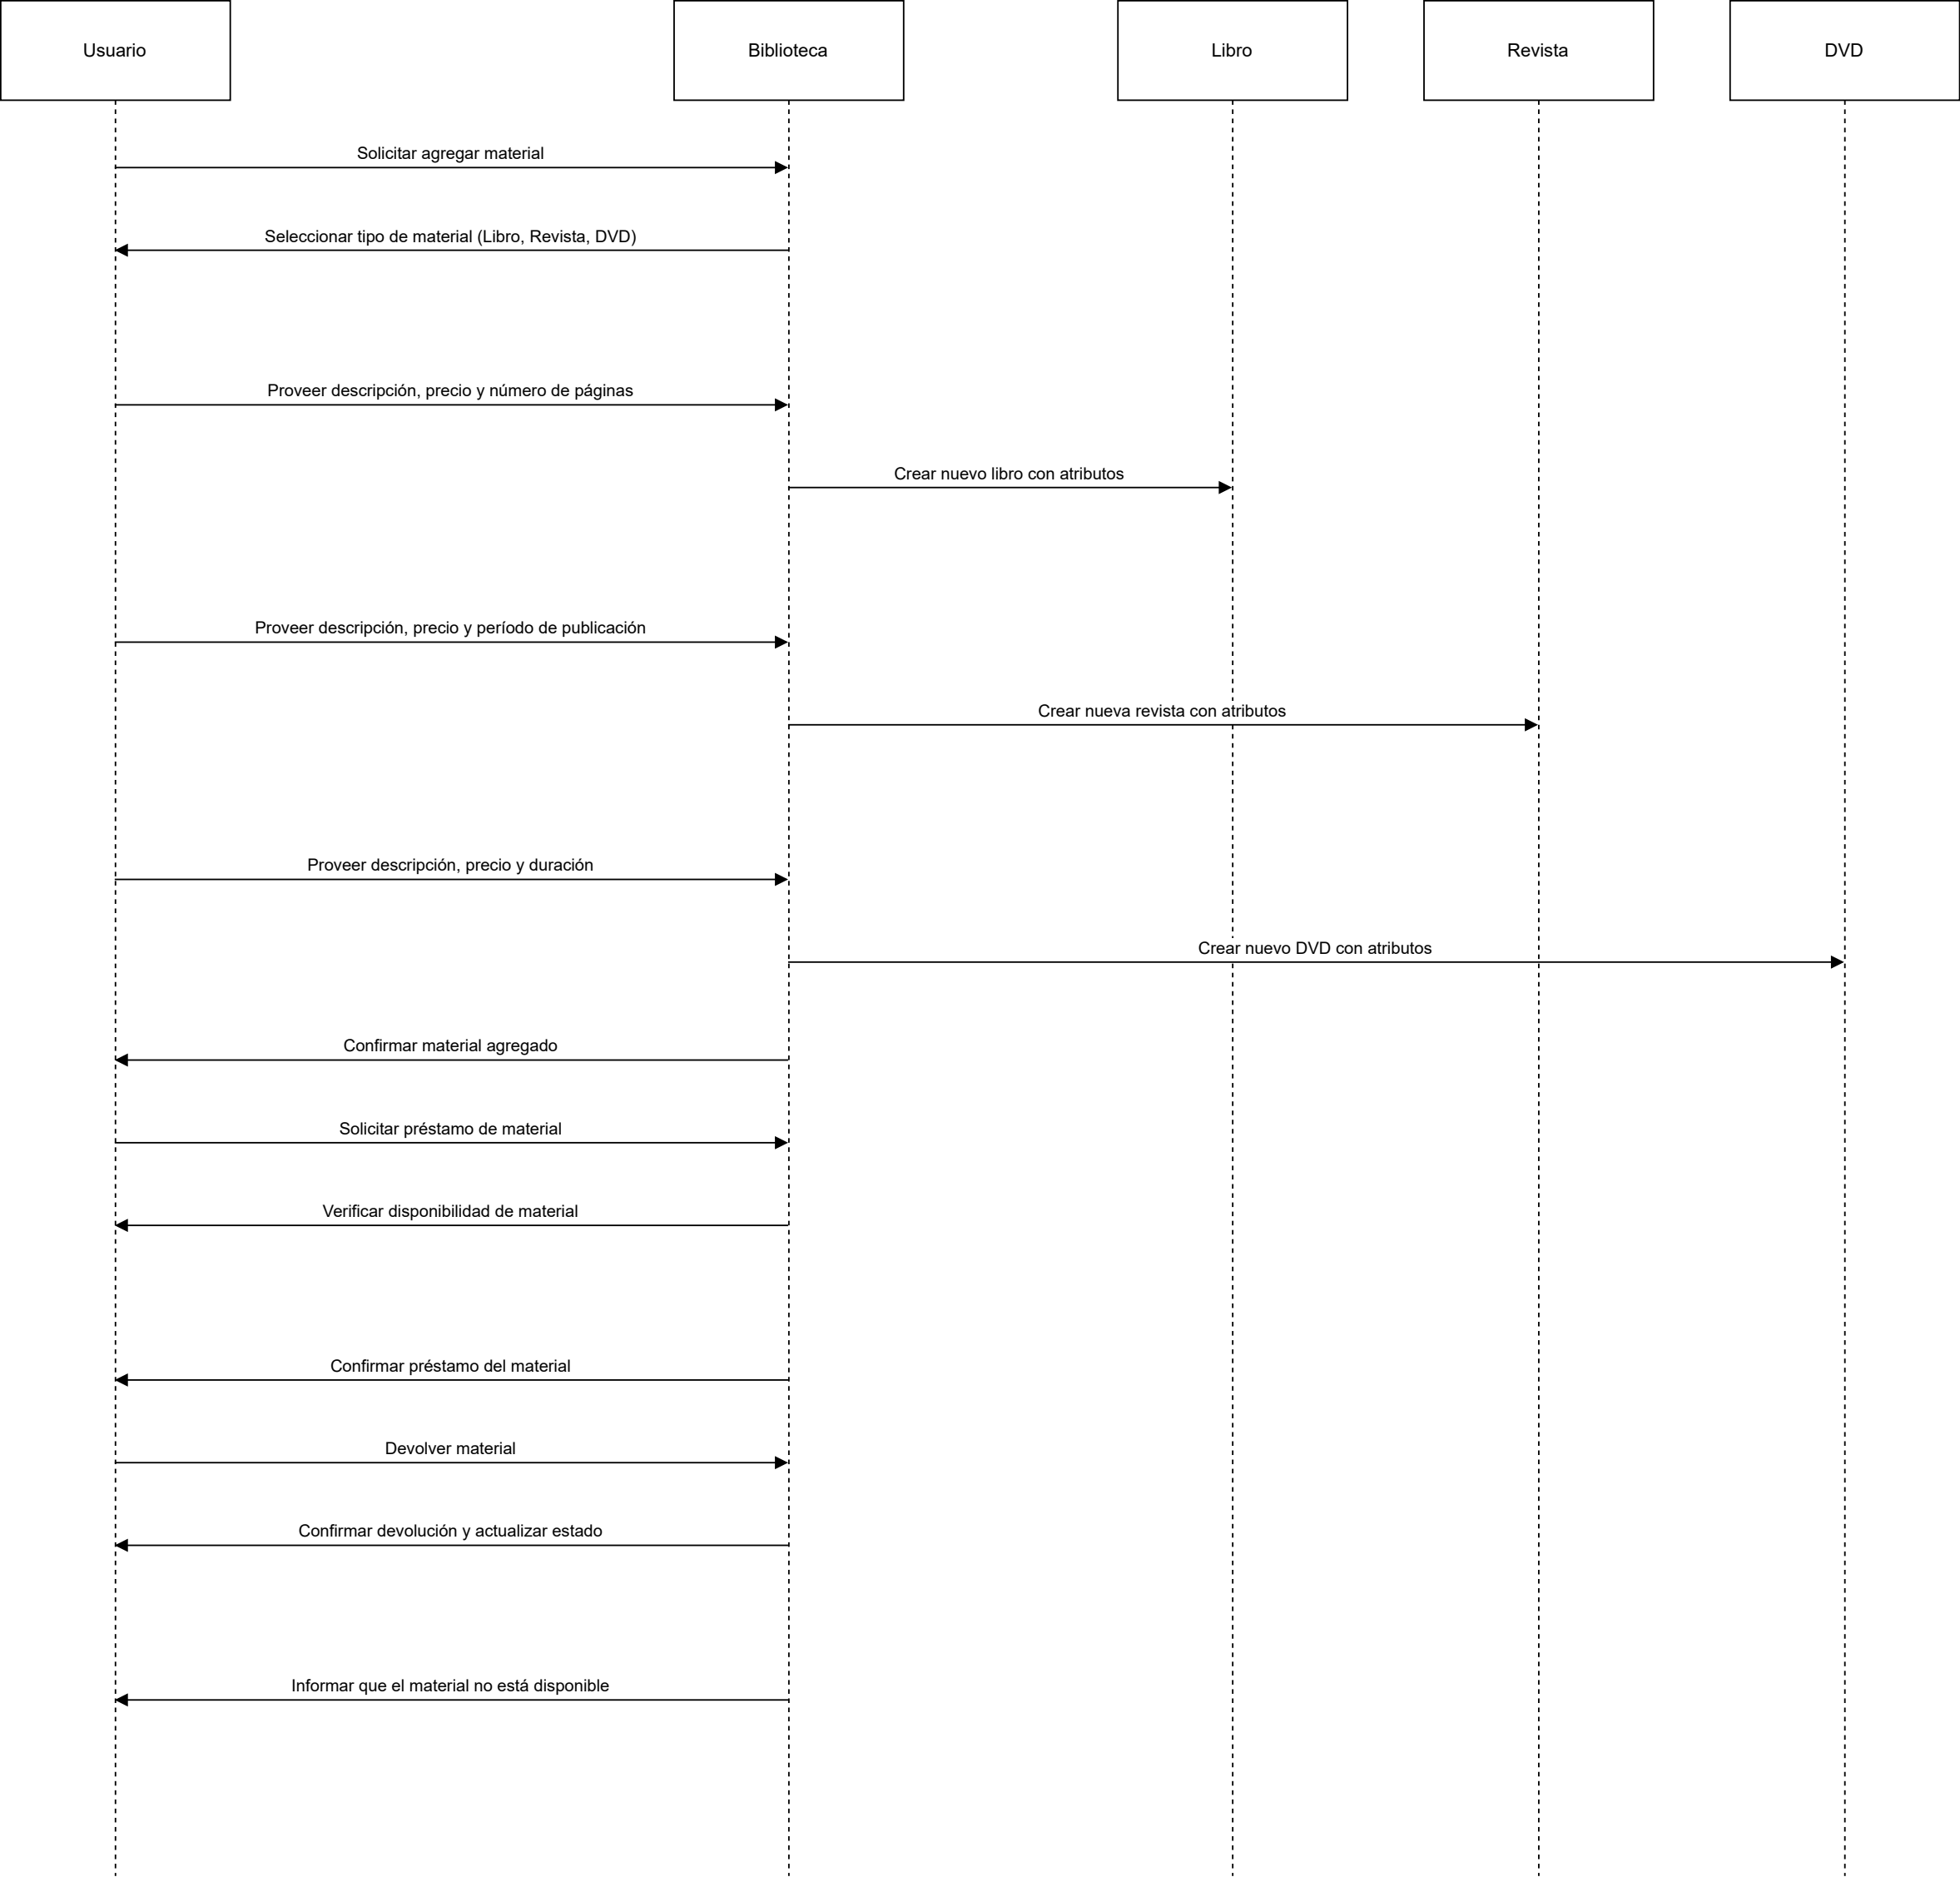 Usuario
Biblioteca
Libro
Revista
DVD
Solicitar agregar material
Seleccionar tipo de material (Libro, Revista, DVD)
Proveer descripción, precio y número de páginas
Crear nuevo libro con atributos
Proveer descripción, precio y período de publicación
Crear nueva revista con atributos
Proveer descripción, precio y duración
Crear nuevo DVD con atributos
Confirmar material agregado
Solicitar préstamo de material
Verificar disponibilidad de material
Confirmar préstamo del material
Devolver material
Confirmar devolución y actualizar estado
Informar que el material no está disponible